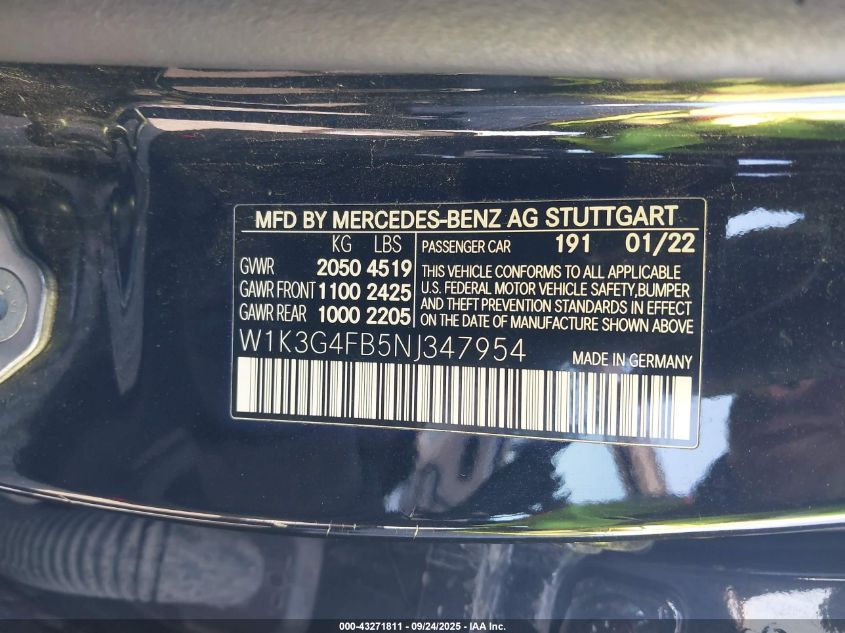 MFD BY MERCEDES-BENZ AG STUTTGART
KG LBS
GWWR 2050 4519
GAWR FRONT 1100 2425
GAWR REAR 1000 2205
PASSENGER CAR 191 01/22
THIS VEHICLE CONFORMS TO ALL APPLICABLE
U.S. FEDERAL MOTOR VEHICLE SAFETY, BUMPER
AND THEFT PREVENTION STANDARDS IN EFFECT
ON DATE OF MANUFACTURE SHOWN ABOVE
W1K3G4FB5NJ347954
MADE IN GERMANY
000-43271811 - 09/24/2025 - IAA Inc.